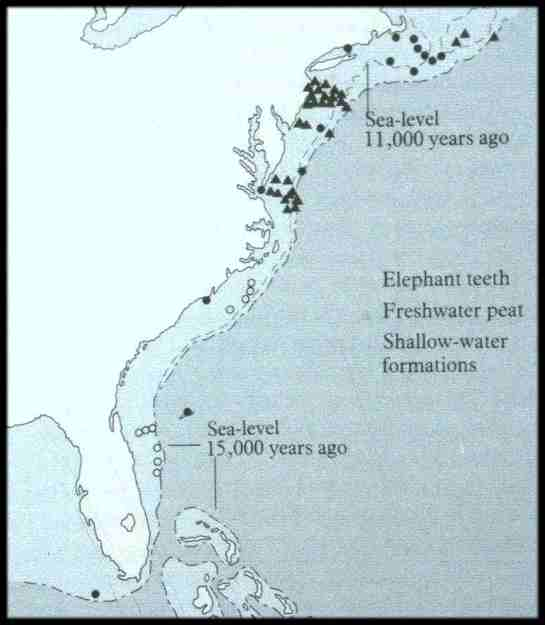 Sea-level
11,000 years ago
Elephant teeth
Freshwater peat
Shallow-water
formations
Sea-level
15,000 years ago